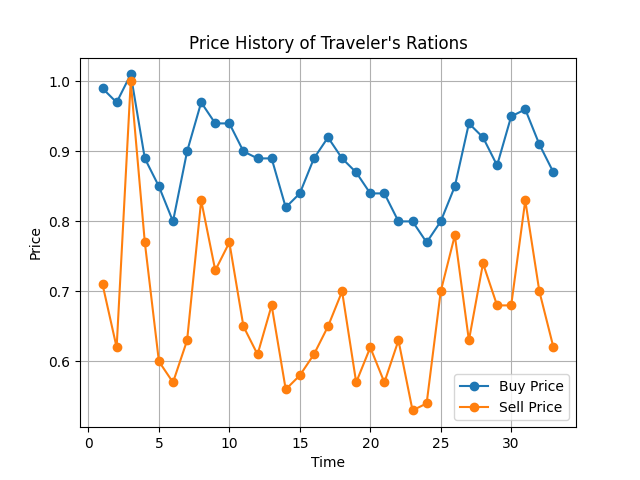 Price History of Traveler's Rations
1.0
0.9
0.8
0.7
0.6
Price
0 5 10 15 20 25 30
Time
Buy Price
Sell Price